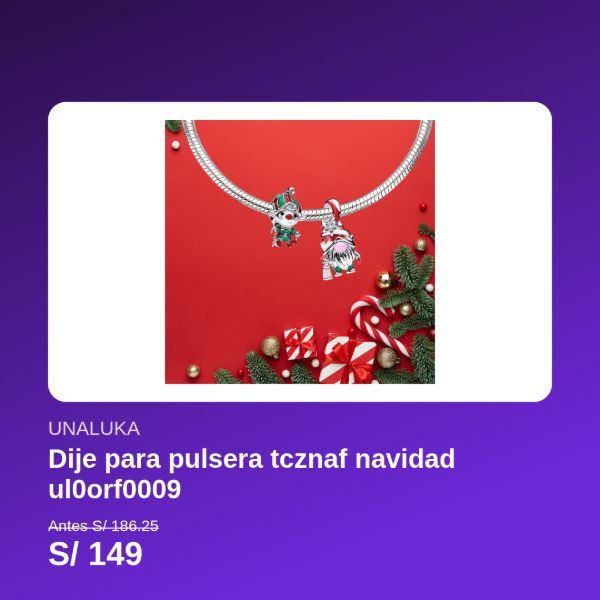 UNALUKA
Dije para pulsera tcznaf navidad
ul0orf0009
Antes S/ 186.25
S/ 149